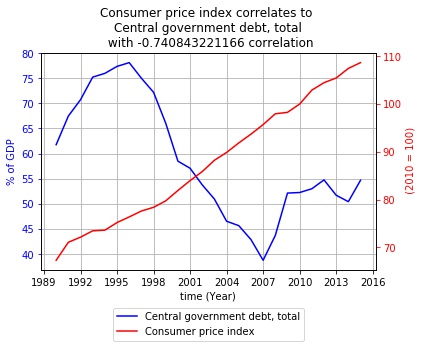 Consumer price index correlates to
Central government debt, total
with -0.740843221166 correlation
80
75
70
65
60
55
50
45
40
% of GDP
110
100
90
80
70
(2010 = 100)
1989 1992 1995 1998 2001 2004 2007 2010 2013 2016
time (Year)
Central government debt, total
Consumer price index